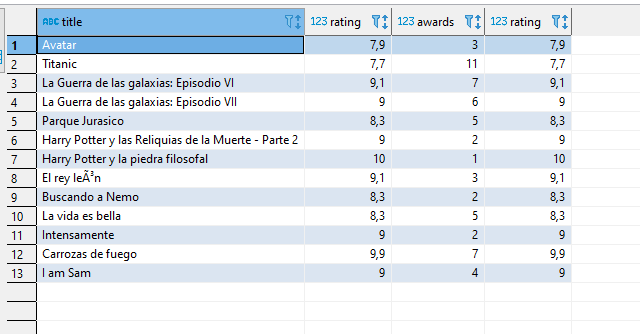 title 123 rating 123 awards 123 rating
1 Avatar 7,9 3 7,9
2 Titanic 7,7 11 7,7
3 La Guerra de las galaxias: Episodio VI 9,1 7 9,1
4 La Guerra de las galaxias: Episodio VII 9 6 9
5 Parque Jurasico 8,3 5 8,3
6 Harry Potter y las Reliquias de la Muerte - Parte 2 9 2 9
7 Harry Potter y la piedra filosofal 10 1 10
8 El rey leÃ³n 9,1 3 9,1
9 Buscando a Nemo 8,3 2 8,3
10 La vida es bella 8,3 5 8,3
11 Intensamente 9 2 9
12 Carrozas de fuego 9,9 7 9,9
13 I am Sam 9 4 9